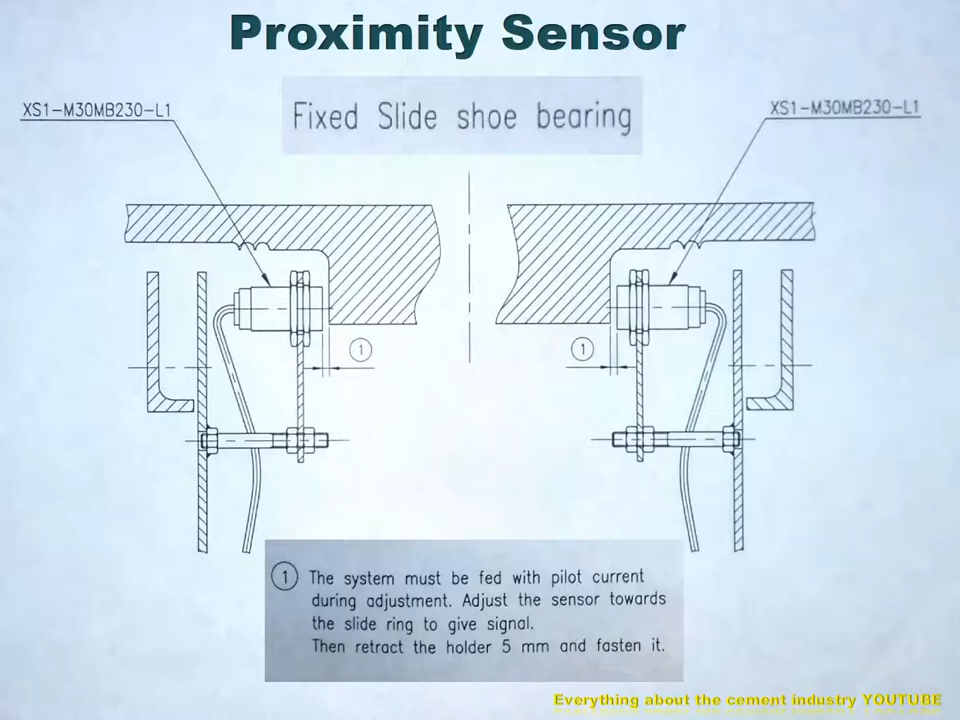 Proximity Sensor
XS1-M30MB230-L1
Fixed Slide shoe bearing
XS1-M30MB230-L1
1
1
1 The system must be fed with pilot current
during adjustment. Adjust the sensor towards
the slide ring to give signal.
Then retract the holder 5 mm and fasten it.
Everything about the cement industry YOUTUBE